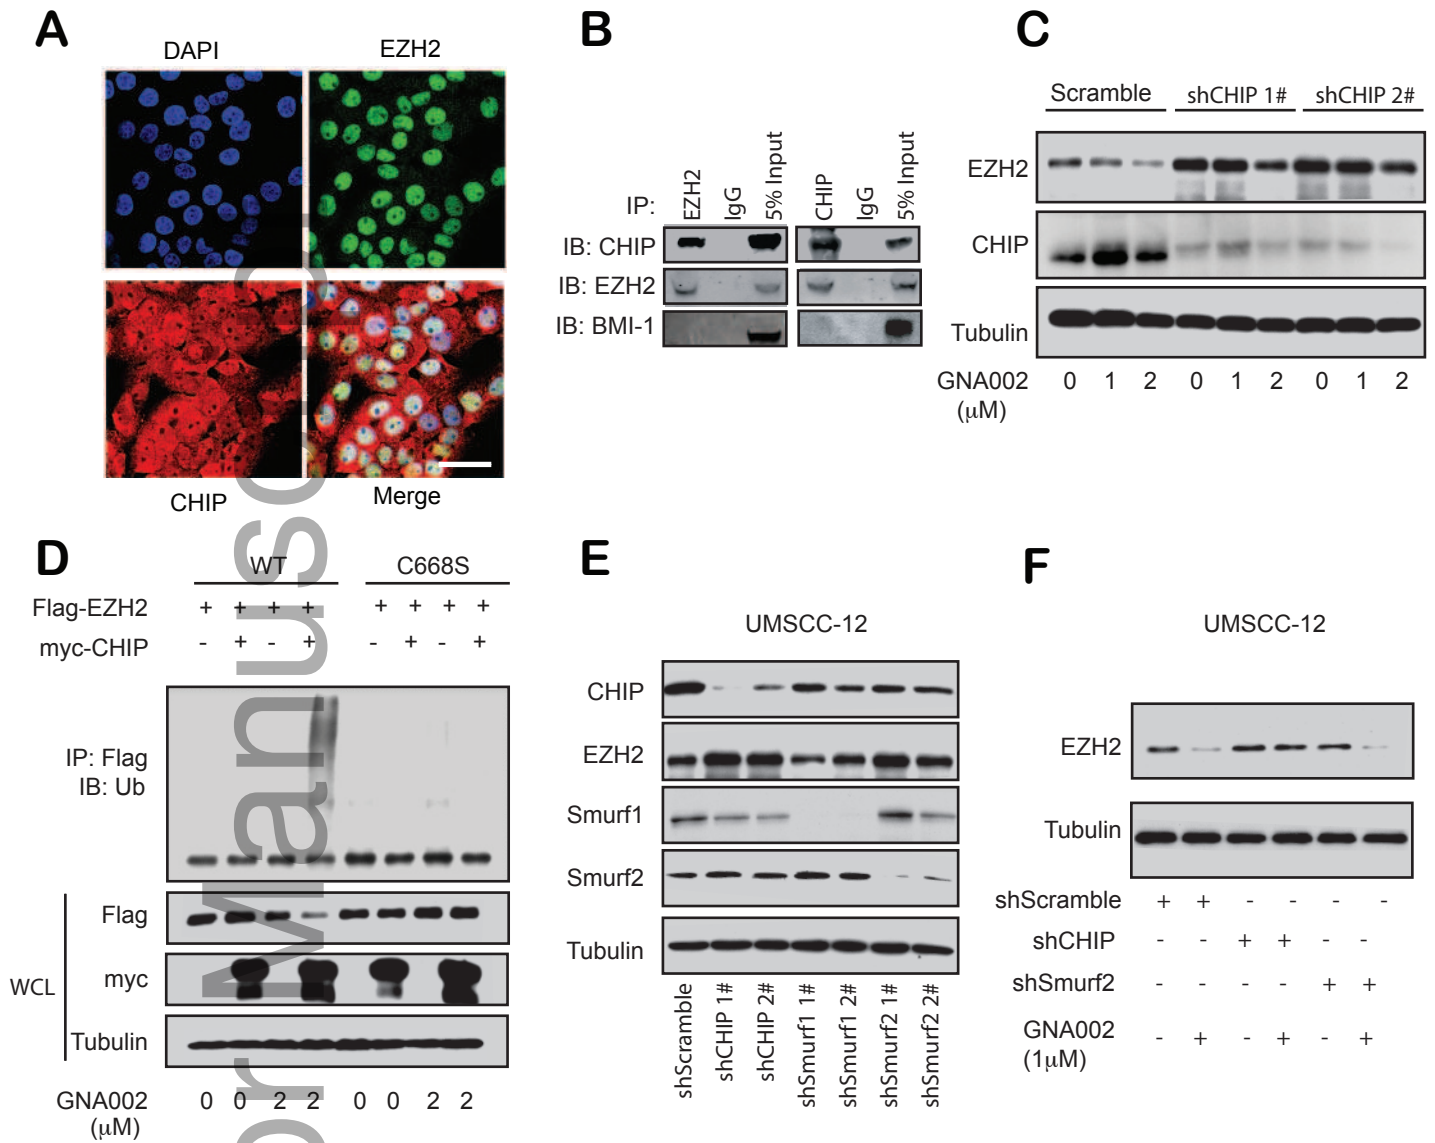 A
DAPI
EZH2
CHIP
Merge
B
IP:
EZH2
IgG
5% Input
CHIP
IgG
5% Input
IB: CHIP
IB: EZH2
IB: BMI-1
C
Scramble
shCHIP 1#
shCHIP 2#
EZH2
CHIP
Tubulin
GNA002 0 1 2 0 1 2 0 1 2
(μM)
D
WT
C668S
Flag-EZH2 + + + + + + + +
myc-CHIP - + - + - + - +
IP: Flag
IB: Ub
WCL
Flag
myc
Tubulin
GNA002 0 0 2 2 0 0 2 2
(μM)
E
UMSCC-12
CHIP
EZH2
Smurf1
Smurf2
Tubulin
shScramble
shCHIP 1#
shCHIP 2#
shSmurf1 1#
shSmurf1 2#
shSmurf2 1#
shSmurf2 2#
F
UMSCC-12
EZH2
Tubulin
shScramble + + - - - -
shCHIP - - + + - -
shSmurf2 - - - - + +
GNA002 - + - + - +
(1μM)
or Manuscrip